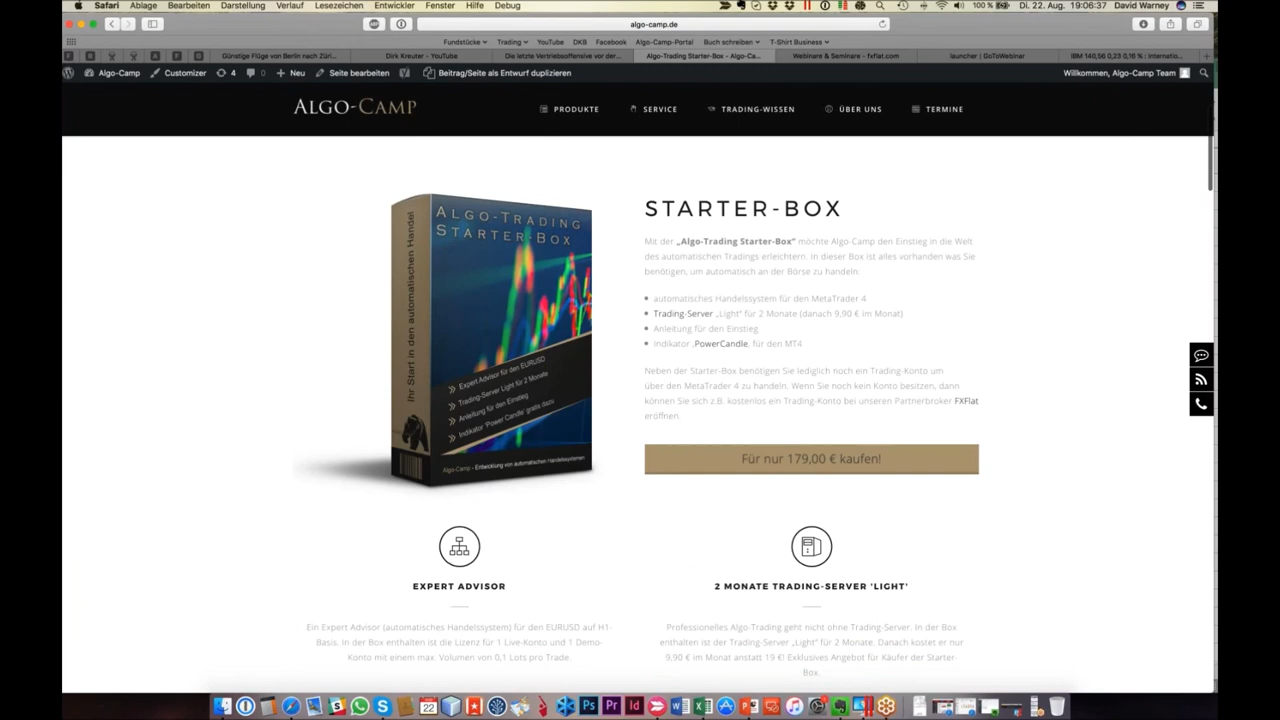 Safari Ablage Bearbeiten Darstellung Verlauf Lesezeichen Entwickler Fenster Hilfe Debug 100 % Di. 22. Aug. 19:06:37 David Warney
algo-camp.de
Fundstücke Trading YouTube DKB Facebook Algo-Camp-Portal Buch schreiben T-Shirt Business
Günstige Flüge von Berlin nach Züri... Dirk Kreuter - YouTube Die letzte Vertriebsoffensive vor der... Algo-Trading Starter-Box - Algo-Ca... Webinare & Seminare - fxflat.com launcher | GoToWebinar IBM 140,56 0,23 0,16 % : Internatio...
Algo-Camp Customizer 4 0 Neu Seite bearbeiten Beitrag/Seite als Entwurf duplizieren Willkommen, Algo-Camp Team
ALGO-CAMP PRODUKTE SERVICE TRADING-WISSEN ÜBER UNS TERMINE
ALGO-TRADING
STARTER-BOX
Ihr Start in den automatischen Handel
Expert Advisor für den EURUSD
Trading-Server Light für 2 Monate
Anleitung für den Einstieg
Indikator 'Power Candle' gratis dazu
Algo-Camp - Entwicklung von automatischen Handelssystemen
STARTER-BOX
Mit der „Algo-Trading Starter-Box" möchte Algo-Camp den Einstieg in die Welt
des automatischen Tradings erleichtern. In dieser Box ist alles vorhanden was Sie
benötigen, um automatisch an der Börse zu handeln:
automatisches Handelssystem für den MetaTrader 4
Trading-Server „Light" für 2 Monate (danach 9,90 € im Monat)
Anleitung für den Einstieg
Indikator ‚PowerCandle, für den MT4
Neben der Starter-Box benötigen Sie lediglich noch ein Trading-Konto um
über den MetaTrader 4 zu handeln. Wenn Sie noch kein Konto besitzen, dann
können Sie sich z.B. kostenlos ein Trading-Konto bei unseren Partnerbroker FXFlat
eröffnen.
Für nur 179,00 € kaufen!
EXPERT ADVISOR
Ein Expert Advisor (automatisches Handelssystem) für den EURUSD auf H1-
Basis. In der Box enthalten ist die Lizenz für 1 Live-Konto und 1 Demo-
Konto mit einem max. Volumen von 0,1 Lots pro Trade.
2 MONATE TRADING-SERVER 'LIGHT'
Professionelles Algo-Trading geht nicht ohne Trading-Server. In der Box
enthalten ist der Trading-Server „Light" für 2 Monate. Danach kostet er nur
9,90 € im Monat anstatt 19 €! Exklusives Angebot für Käufer der Starter-
Box.
22 Ps Pr Id